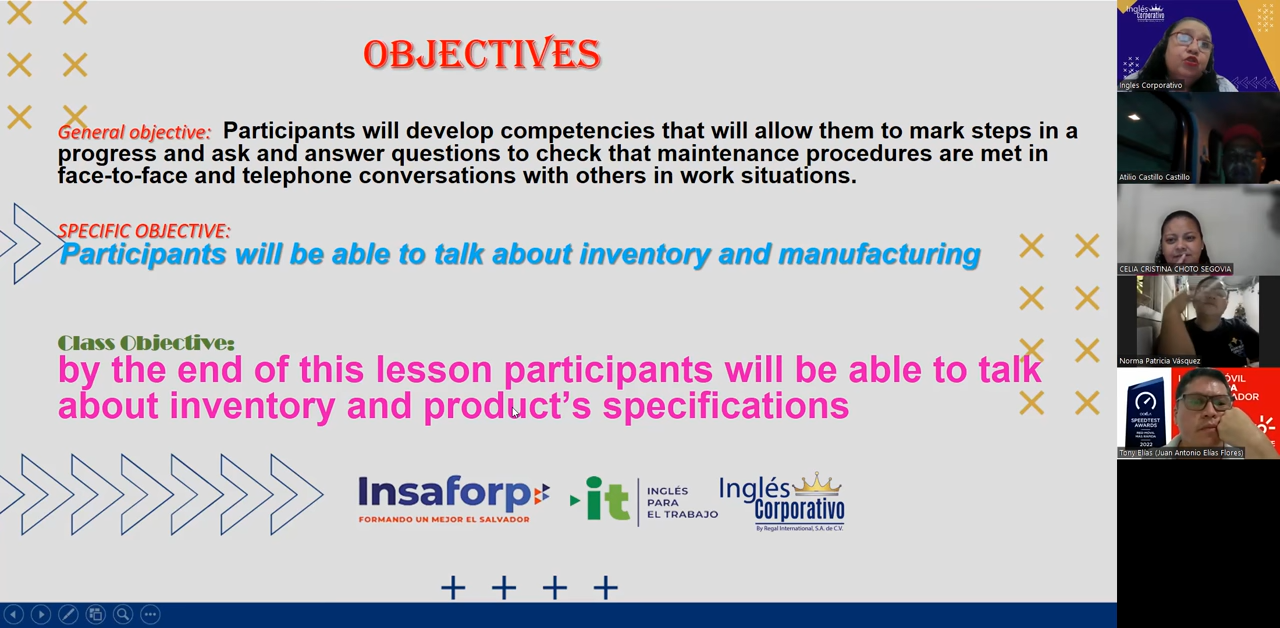 OBJECTIVES
General objective: Participants will develop competencies that will allow them to mark steps in a
progress and ask and answer questions to check that maintenance procedures are met in
face-to-face and telephone conversations with others in work situations.
SPECIFIC OBJECTIVE:
Participants will be able to talk about inventory and manufacturing
Class Objective:
by the end of this lesson participants will be able to talk
about inventory and product's specifications
Insaforp
FORMANDO UN MEJOR EL SALVADOR
it
INGLÉS
PARA
EL TRABAJO
Inglés
Corporativo
By Regal International, S.A. de C.V.
Inglés
Corporativo
Ingles Corporativo
Atilio Castillo Castillo
CELIA CRISTINA CHOTO SEGOVIA
Norma Patricia Vásquez
SPEEDTEST
AWARDS
2022
Tony Elias (Juan Antonio Elías Flores)